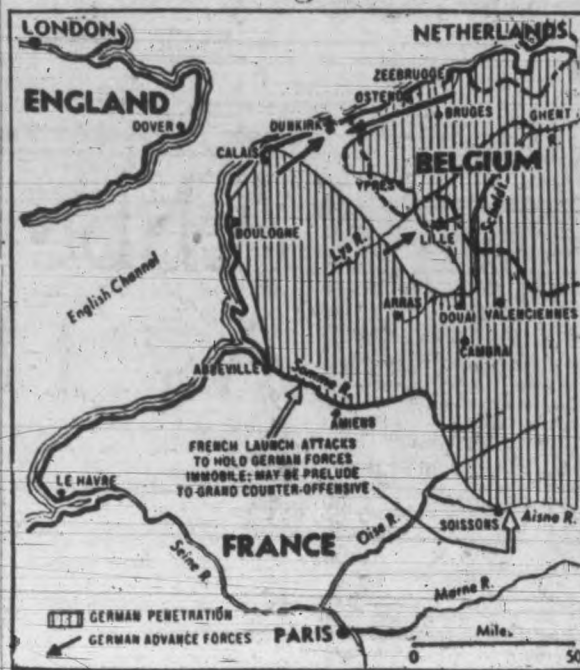 LONDON
NETHERLANDS
ZEEBRUGGE
ENGLAND
OSTEND
BRUGES
GHENT
DOVER
DUNKIRK
CALAIS
BELGIUM
R.
YPRES
Scheldt
BOULOGNE
Lys R.
LILLE
English Channel
ARRAS
DOUAI
VALENCIENNES
CAMBRAI
ABBEVILLE
Somme R.
AMIENS
FRENCH LAUNCH ATTACKS
TO HOLD GERMAN FORCES
IMMOBILE; MAY BE PRELUDE
TO GRAND COUNTER-OFFENSIVE
LE HAVRE
SOISSONS
Aisne R.
Oise R.
FRANCE
Seine R.
Marne R.
GERMAN PENETRATION
GERMAN ADVANCE FORCES
PARIS
Miles
0 50